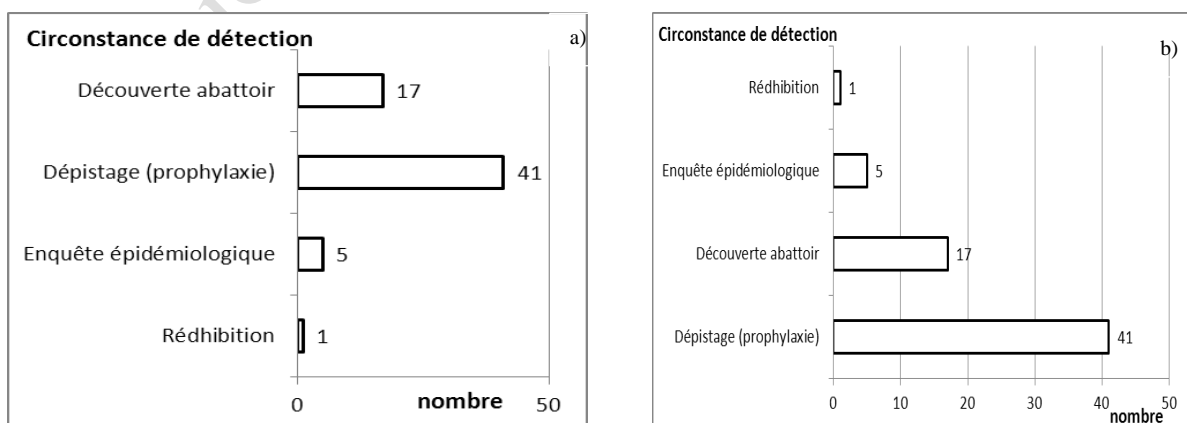 Circonstance de détection
a)
Découverte abattoir
17
Dépistage (prophylaxie)
41
Enquête épidémiologique
5
Rédhibition
1
0
50
nombre
Circonstance de détection
b)
Rédhibition
1
Enquête épidémiologique
5
Découverte abattoir
17
Dépistage (prophylaxie)
41
0 10 20 30 40 50
nombre